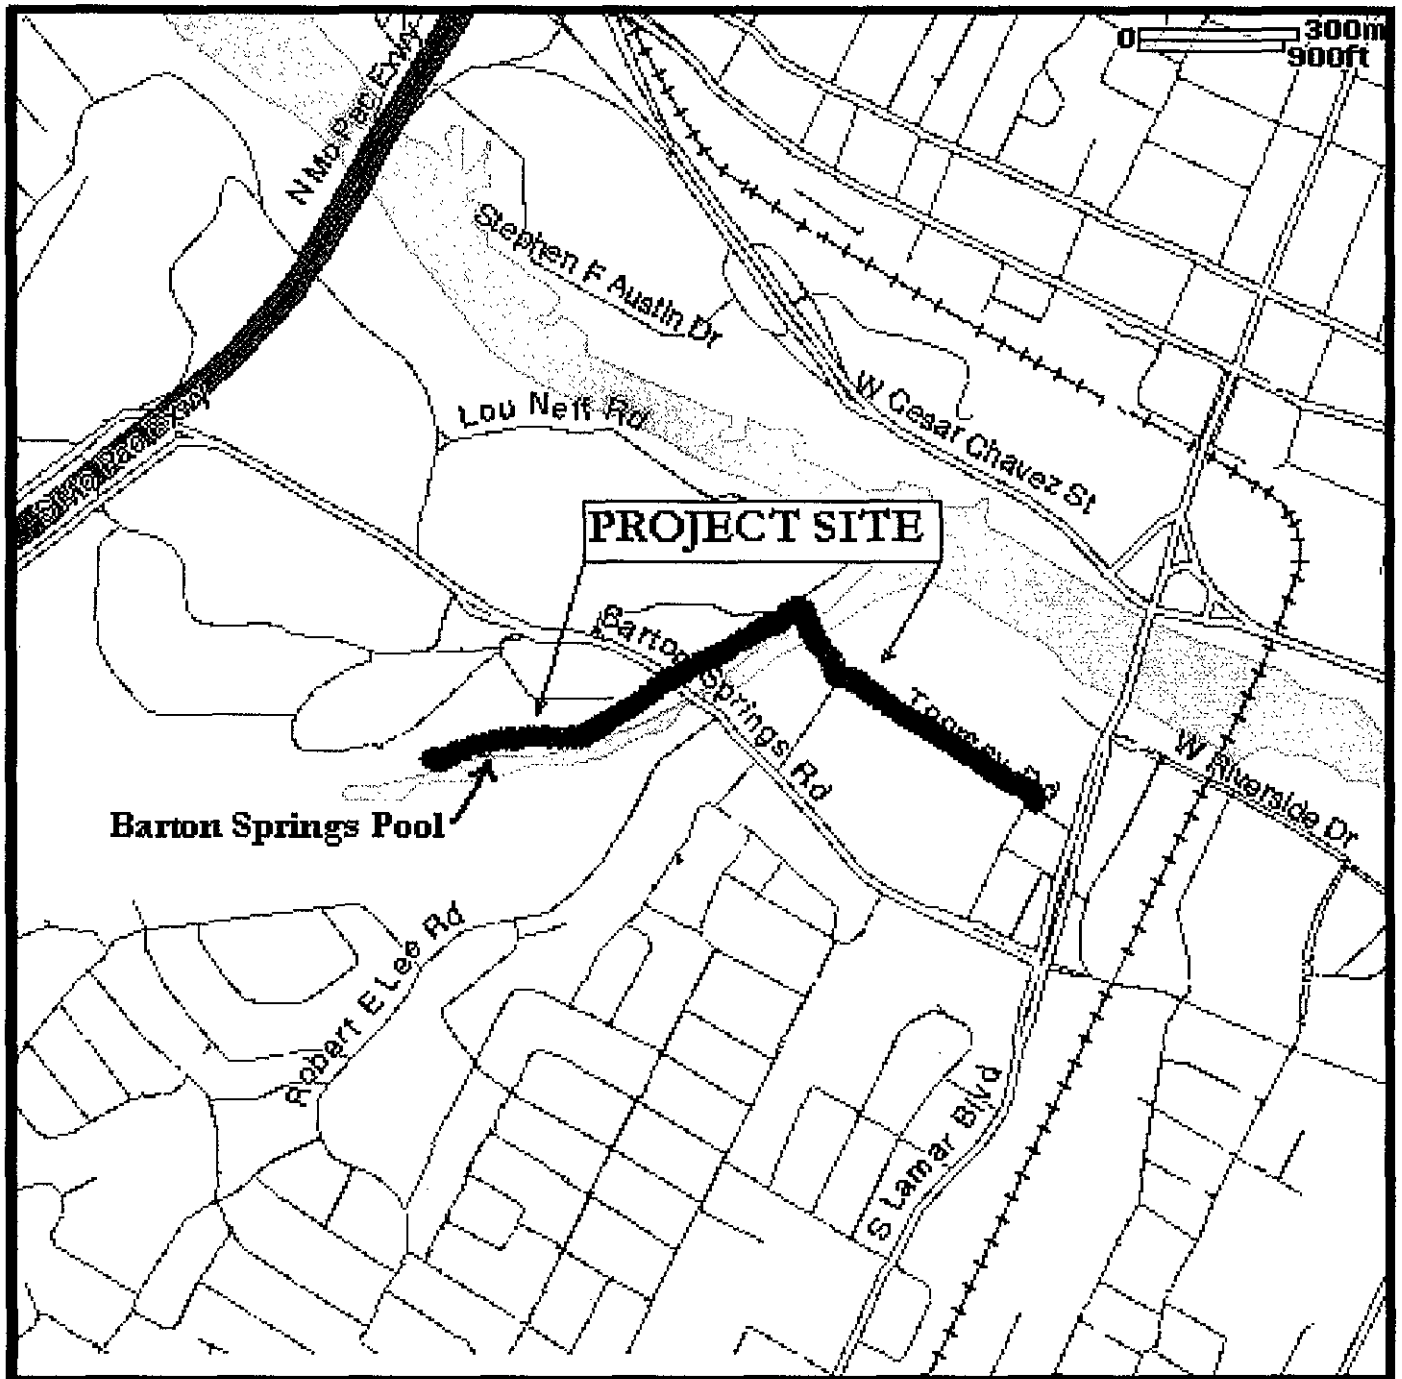 0 300m
900ft
N Mo Pac Expy
Stephen F Austin Dr
W Cesar Chavez St
Lou Neff Rd
PROJECT SITE
Barton Springs Rd
W Riverside Dr
Barton Springs Pool
Robert E Lee Rd
S Lamar Blvd